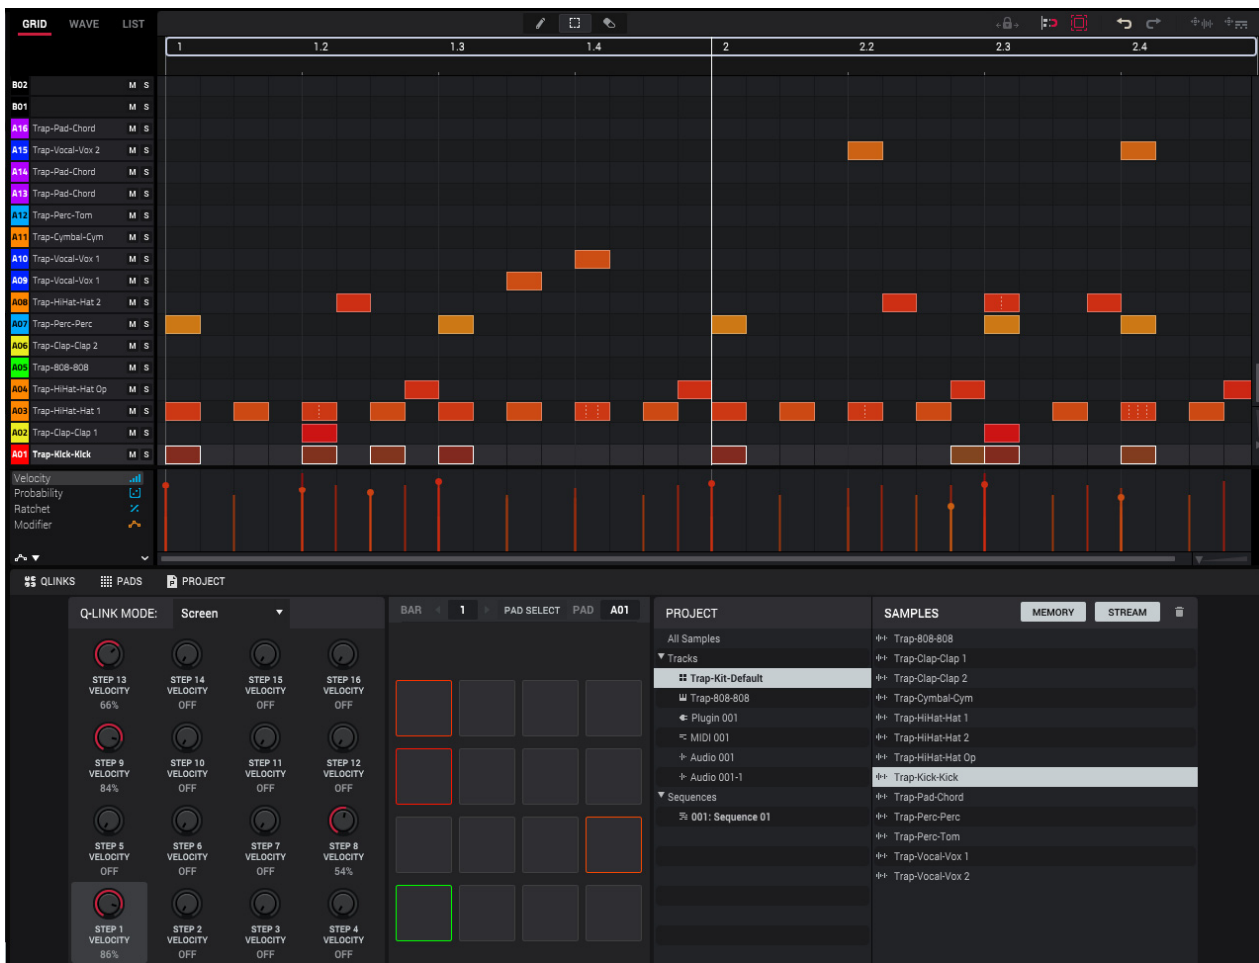 GRID WAVE LIST
1 1.2 1.3 1.4 2 2.2 2.3 2.4
B02 M S
B01 M S
A16 Trap-Pad-Chord M S
A15 Trap-Vocal-Vox 2 M S
A14 Trap-Pad-Chord M S
A13 Trap-Pad-Chord M S
A12 Trap-Perc-Tom M S
A11 Trap-Cymbal-Cym M S
A10 Trap-Vocal-Vox 1 M S
A09 Trap-Vocal-Vox 1 M S
A08 Trap-HiHat-Hat 2 M S
A07 Trap-Perc-Perc M S
A06 Trap-Clap-Clap 2 M S
A05 Trap-808-808 M S
A04 Trap-HiHat-Hat Op M S
A03 Trap-HiHat-Hat 1 M S
A02 Trap-Clap-Clap 1 M S
A01 Trap-Kick-Kick M S
Velocity
Probability
Ratchet
Modifier
QLINKS PADS PROJECT
Q-LINK MODE: Screen
STEP 13 STEP 14 STEP 15 STEP 16
VELOCITY VELOCITY VELOCITY VELOCITY
66% OFF OFF OFF
STEP 9 STEP 10 STEP 11 STEP 12
VELOCITY VELOCITY VELOCITY VELOCITY
84% OFF OFF OFF
STEP 5 STEP 6 STEP 7 STEP 8
VELOCITY VELOCITY VELOCITY VELOCITY
OFF OFF OFF 54%
STEP 1 STEP 2 STEP 3 STEP 4
VELOCITY VELOCITY VELOCITY VELOCITY
86% OFF OFF OFF
BAR 1 PAD SELECT PAD A01
PROJECT
All Samples
Tracks
Trap-Kit-Default
Trap-808-808
Plugin 001
MIDI 001
Audio 001
Audio 001-1
Sequences
001: Sequence 01
SAMPLES MEMORY STREAM
Trap-808-808
Trap-Clap-Clap 1
Trap-Clap-Clap 2
Trap-Cymbal-Cym
Trap-HiHat-Hat 1
Trap-HiHat-Hat 2
Trap-HiHat-Hat Op
Trap-Kick-Kick
Trap-Pad-Chord
Trap-Perc-Perc
Trap-Perc-Tom
Trap-Vocal-Vox 1
Trap-Vocal-Vox 2